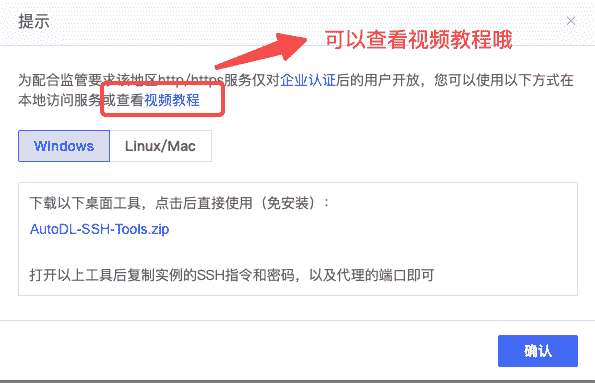 提示
可以查看视频教程哦
为配合监管要求该地区http/https服务仅对企业认证后的用户开放，您可以使用以下方式在
本地访问服务或查看视频教程
Windows
Linux/Mac
下载以下桌面工具，点击后直接使用（免安装）：
AutoDL-SSH-Tools.zip
打开以上工具后复制实例的SSH指令和密码，以及代理的端口即可
确认